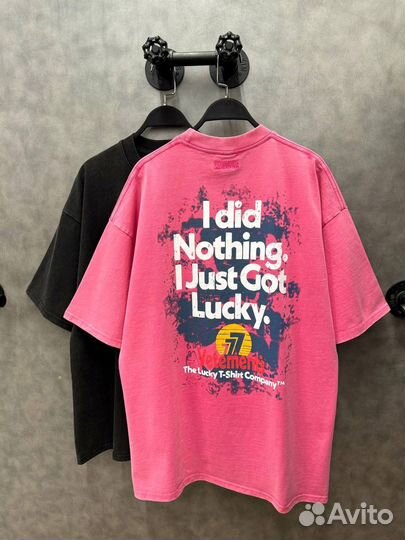 I did
Nothing.
I Just Got
Lucky.
77
Vetements
The Lucky T-Shirt Company™
Avito